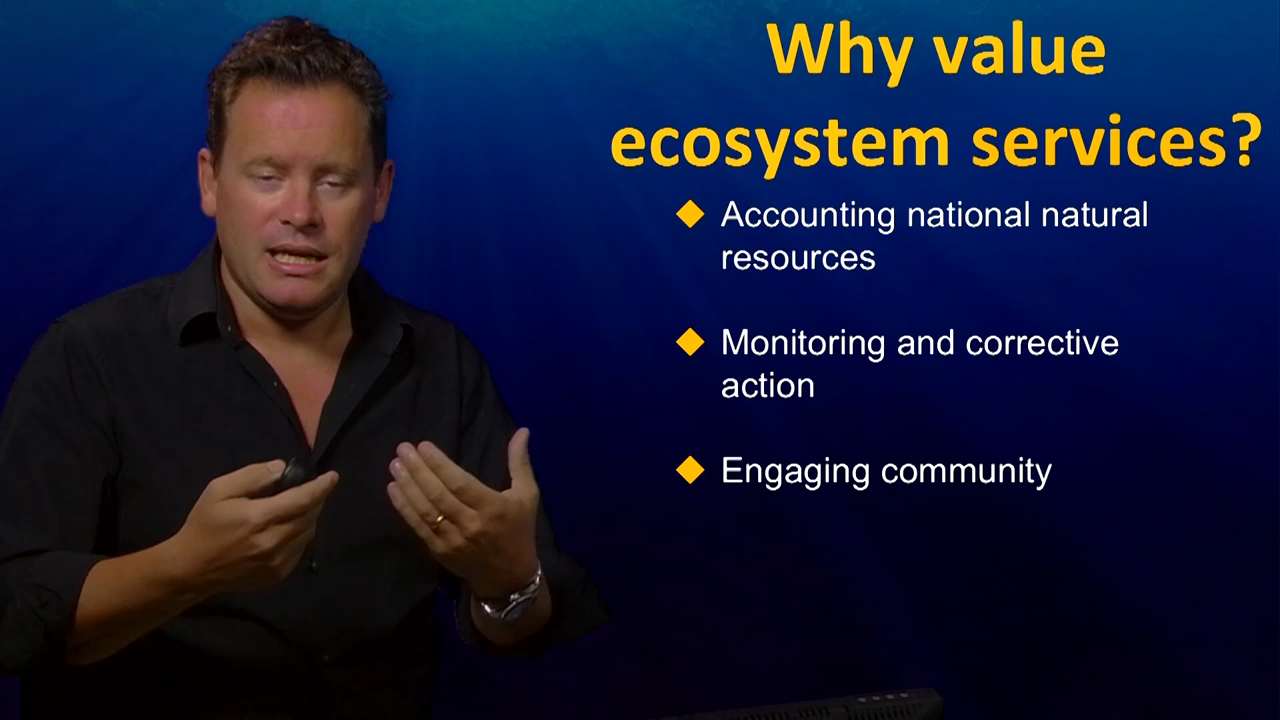 Why value
ecosystem services?
Accounting national natural
resources
Monitoring and corrective
action
Engaging community